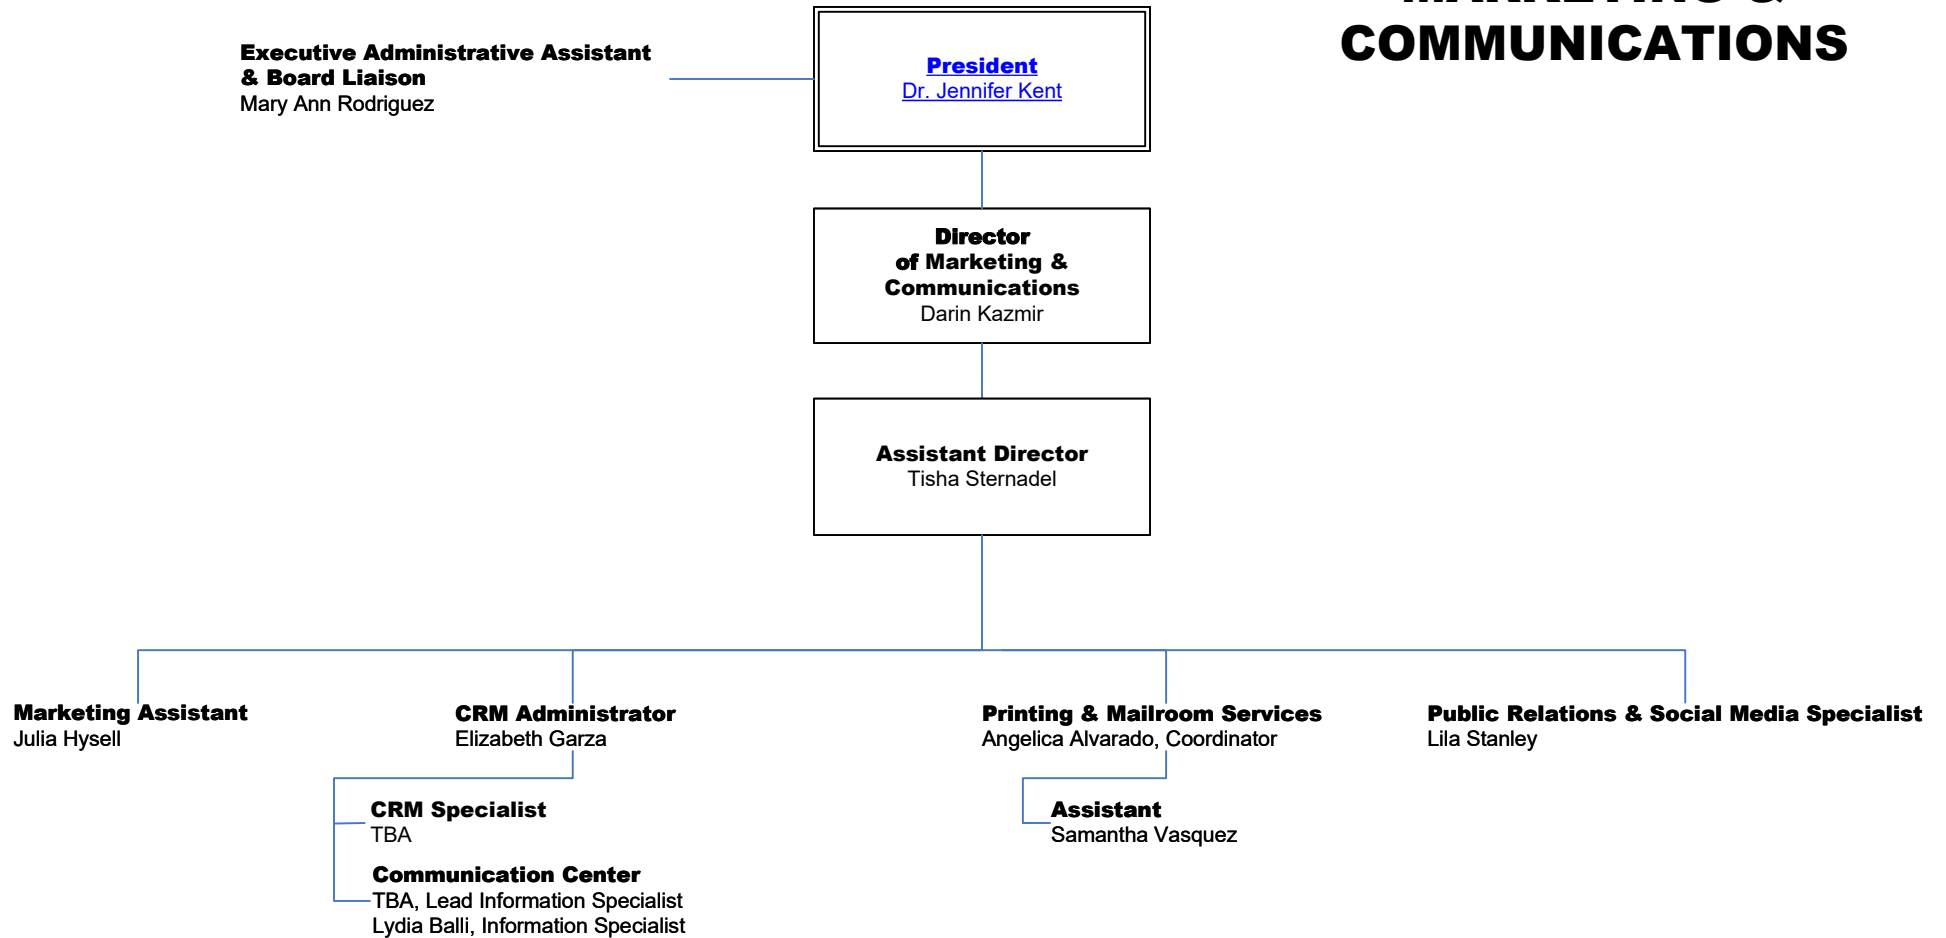 MARKETING &
COMMUNICATIONS
Executive Administrative Assistant
& Board Liaison
Mary Ann Rodriguez
President
Dr. Jennifer Kent
Director
of Marketing &
Communications
Darin Kazmir
Assistant Director
Tisha Sternadel
Marketing Assistant
Julia Hysell
CRM Administrator
Elizabeth Garza
CRM Specialist
TBA
Communication Center
TBA, Lead Information Specialist
Lydia Balli, Information Specialist
Printing & Mailroom Services
Angelica Alvarado, Coordinator
Assistant
Samantha Vasquez
Public Relations & Social Media Specialist
Lila Stanley